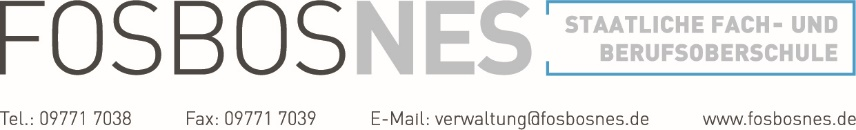 FOSBOSNES STAATLICHE FACH- UND
BERUFSOBERSCHULE
Tel.: 09771 7038 Fax: 09771 7039 E-Mail: verwaltung@fosbosnes.de www.fosbosnes.de